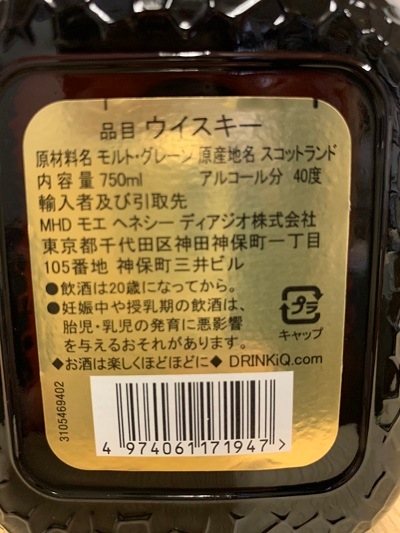 品目 ウイスキー
原材料名 モルト・グレーン 原産地名 スコットランド
内容量 750ml アルコール分 40度
輸入者及び引取先
MHD モエ ヘネシー ディアジオ株式会社
東京都千代田区神田神保町一丁目
105番地 神保町三井ビル
●飲酒は20歳になってから。
●妊娠中や授乳期の飲酒は、
胎児・乳児の発育に悪影響
を与えるおそれがあります。
プラ
キャップ
◆お酒は楽しくほどほどに◆ DRINKiQ.com
3105469402
4 974061 171947 >